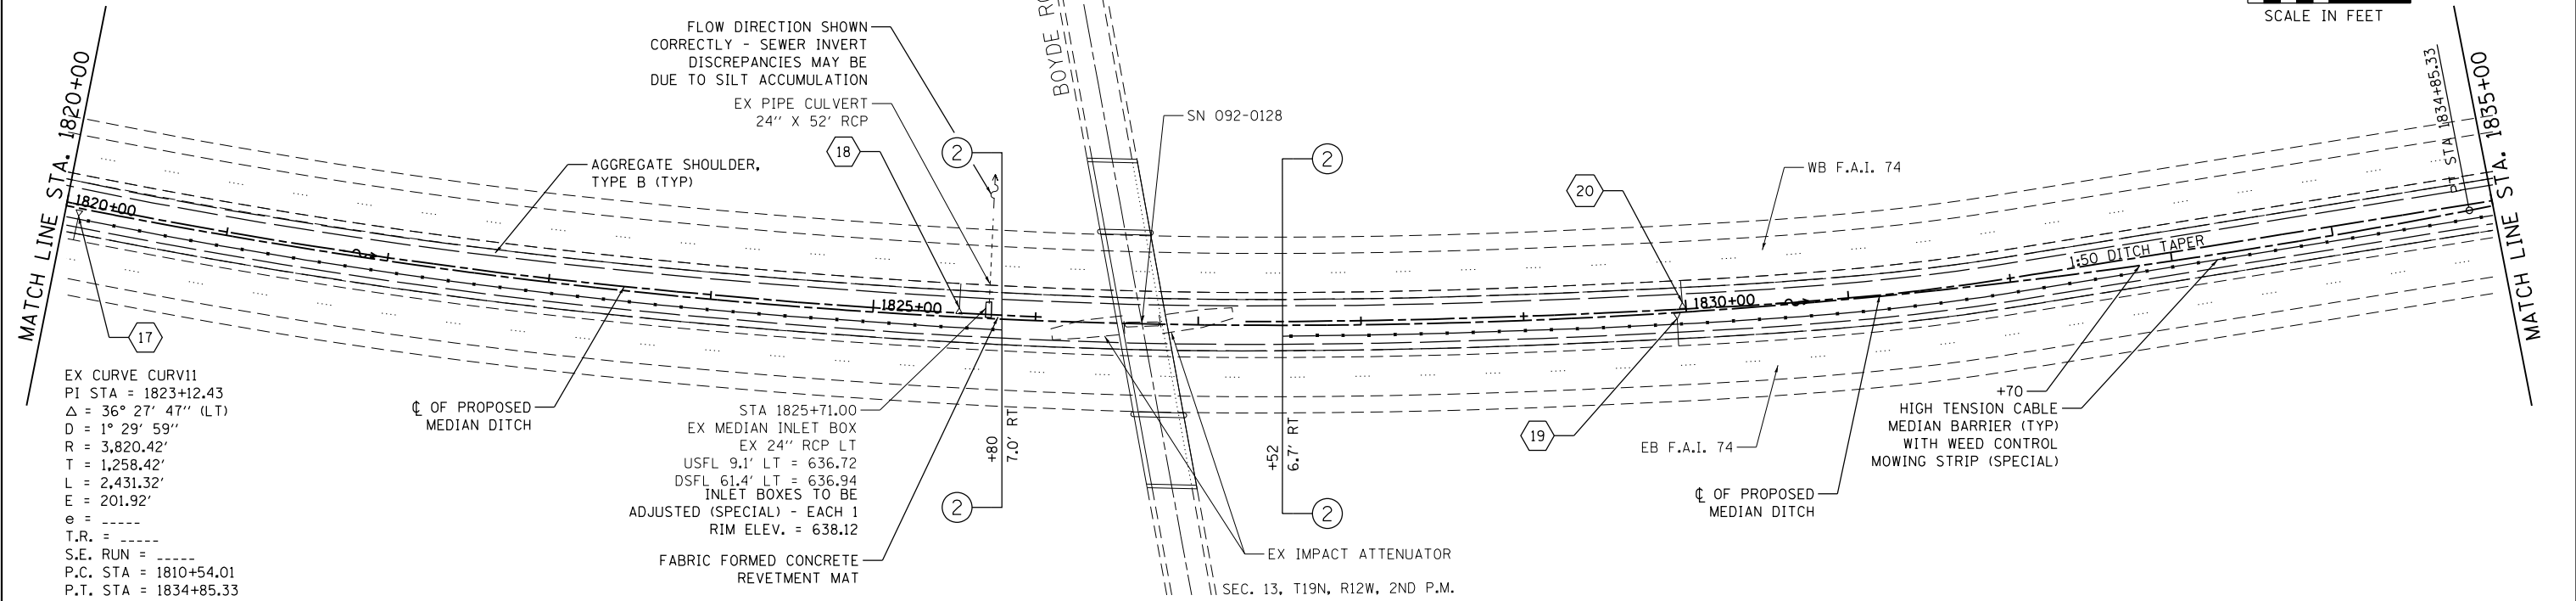 SCALE IN FEET
MATCH LINE STA. 1820+00
FLOW DIRECTION SHOWN
CORRECTLY - SEWER INVERT
DISCREPANCIES MAY BE
DUE TO SILT ACCUMULATION
EX PIPE CULVERT
24'' X 52' RCP
18
2
AGGREGATE SHOULDER,
TYPE B (TYP)
BOYDE
SN 092-0128
2
20
WB F.A.I. 74
PT STA 1834+85.33
MATCH LINE STA. 1835+00
MATCH LINE STA. 1835+00
1820+00
1825+00
1830+00
1:50 DITCH TAPER
17
EX CURVE CURV11
PI STA = 1823+12.43
Δ = 36° 27' 47'' (LT)
D = 1° 29' 59''
R = 3,820.42'
T = 1,258.42'
L = 2,431.32'
E = 201.92'
e = _____
T.R. = _____
S.E. RUN = _____
P.C. STA = 1810+54.01
P.T. STA = 1834+85.33
℄ OF PROPOSED
MEDIAN DITCH
STA 1825+71.00
EX MEDIAN INLET BOX
EX 24'' RCP LT
USFL 9.1' LT = 636.72
DSFL 61.4' LT = 636.94
INLET BOXES TO BE
ADJUSTED (SPECIAL) - EACH 1
RIM ELEV. = 638.12
FABRIC FORMED CONCRETE
REVETMENT MAT
+80
7.0' RT
2
+52
6.7' RT
2
EX IMPACT ATTENUATOR
SEC. 13, T19N, R12W, 2ND P.M.
19
EB F.A.I. 74
℄ OF PROPOSED
MEDIAN DITCH
+70
HIGH TENSION CABLE
MEDIAN BARRIER (TYP)
WITH WEED CONTROL
MOWING STRIP (SPECIAL)